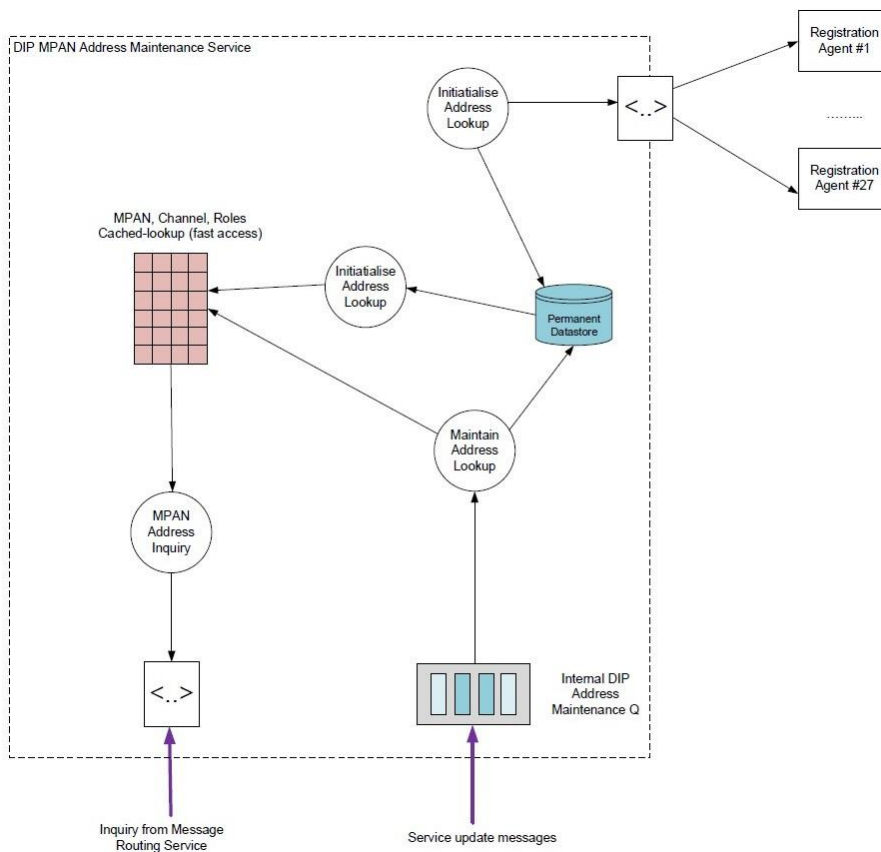 DIP MPAN Address Maintenance Service
Registration
Agent #1
.........
Registration
Agent #27
Initiatialise
Address
Lookup
<..>
MPAN, Channel, Roles
Cached-lookup (fast access)
Initiatialise
Address
Lookup
Permanent
Datastore
Maintain
Address
Lookup
MPAN
Address
Inquiry
<..>
Internal DIP
Address
Maintenance Q
Inquiry from Message
Routing Service
Service update messages